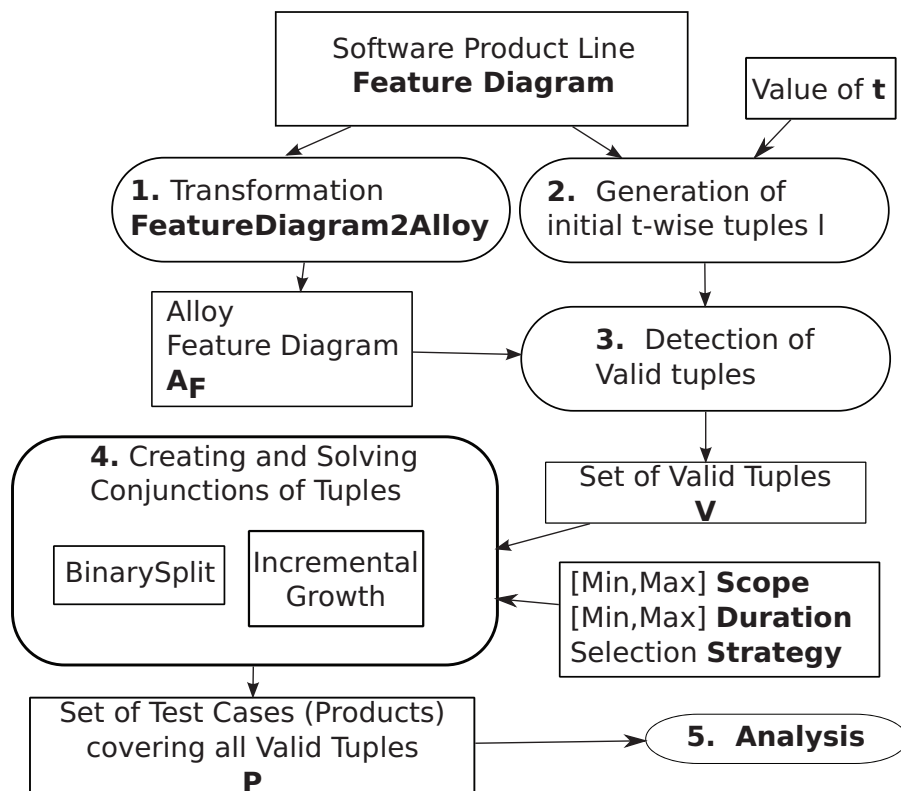 Software Product Line
Feature Diagram
Value of t
1. Transformation
FeatureDiagram2Alloy
2. Generation of
initial t-wise tuples l
Alloy
Feature Diagram
AF
3. Detection of
Valid tuples
4. Creating and Solving
Conjunctions of Tuples
BinarySplit
Incremental
Growth
Set of Valid Tuples
V
[Min,Max] Scope
[Min,Max] Duration
Selection Strategy
Set of Test Cases (Products)
covering all Valid Tuples
P
5. Analysis